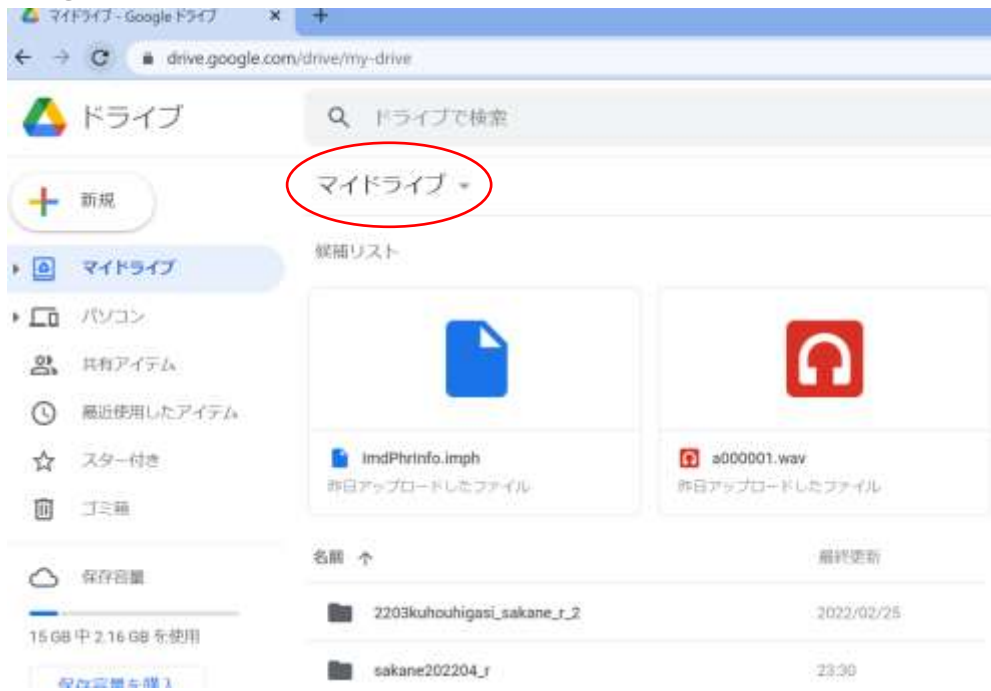 マイドライブ - Google ドライブ
drive.google.com/drive/my-drive
ドライブ
ドライブで検索
新規
マイドライブ
マイドライブ
パソコン
共有アイテム
最近使用したアイテム
スター付き
ゴミ箱
保存容量
15 GB 中 2.16 GB を使用
保存容量を購入
候補リスト
ImdPhrInfo.imph
昨日アップロードしたファイル
a000001.wav
昨日アップロードしたファイル
名前
最終更新
2203kuhouhigasi_sakane_r_2
2022/02/25
sakane202204_r
23:30